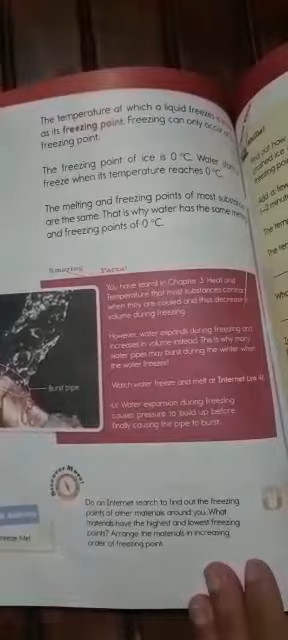 The temperature at which a liquid freezes is
as its freezing point. Freezing can only occur
freezing point.
The freezing point of ice is 0 °C. Water
freeze when its temperature reaches 0 °C.
The melting and freezing points of most
are the same. That is why water has the same
and freezing points of 0 °C.
Amazing Facts!
You have learnt in Chapter 3 Heat and
Temperature that most substances contract
when they are cooled and thus decrease in
volume during freezing.
However, water expands during freezing and
increases in volume instead. This is why many
water pipes may burst during the winter when
the water freezes!
Watch water freeze and melt at Internet Link
Burst pipe
Water expansion during freezing
causes pressure to build up before
finally causing the pipe to burst.
Discover More!
Do an Internet search to find out the freezing
points of other materials around you. What
materials have the highest and lowest freezing
points? Arrange the materials in increasing
order of freezing point.